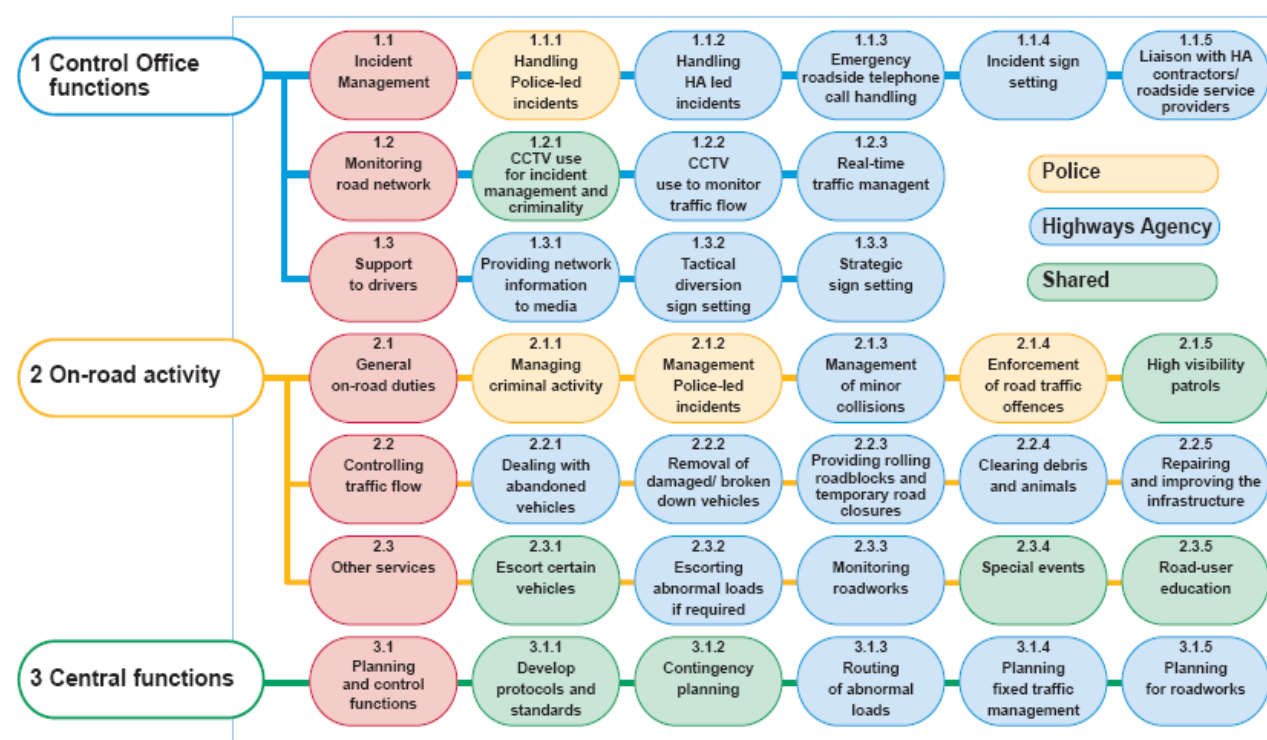 1 Control Office
functions
1.1
Incident
Management
1.1.1
Handling
Police-led
incidents
1.1.2
Handling
HA led
incidents
1.1.3
Emergency
roadside telephone
call handling
1.1.4
Incident sign
setting
1.1.5
Liaison with HA
contractors/
roadside service
providers
1.2
Monitoring
road network
1.2.1
CCTV use
for incident
management and
criminality
1.2.2
CCTV
use to monitor
traffic flow
1.2.3
Real-time
traffic managent
Police
Highways Agency
Shared
1.3
Support
to drivers
1.3.1
Providing network
information
to media
1.3.2
Tactical
diversion
sign setting
1.3.3
Strategic
sign setting
2 On-road activity
2.1
General
on-road duties
2.1.1
Managing
criminal activity
2.1.2
Management
Police-led
incidents
2.1.3
Management
of minor
collisions
2.1.4
Enforcement
of road traffic
offences
2.1.5
High visibility
patrols
2.2
Controlling
traffic flow
2.2.1
Dealing with
abandoned
vehicles
2.2.2
Removal of
damaged/ broken
down vehicles
2.2.3
Providing rolling
roadblocks and
temporary road
closures
2.2.4
Clearing debris
and animals
2.2.5
Repairing
and improving the
infrastructure
2.3
Other services
2.3.1
Escort certain
vehicles
2.3.2
Escorting
abnormal loads
if required
2.3.3
Monitoring
roadworks
2.3.4
Special events
2.3.5
Road-user
education
3 Central functions
3.1
Planning
and control
functions
3.1.1
Develop
protocols and
standards
3.1.2
Contingency
planning
3.1.3
Routing
of abnormal
loads
3.1.4
Planning
fixed traffic
management
3.1.5
Planning
for roadworks